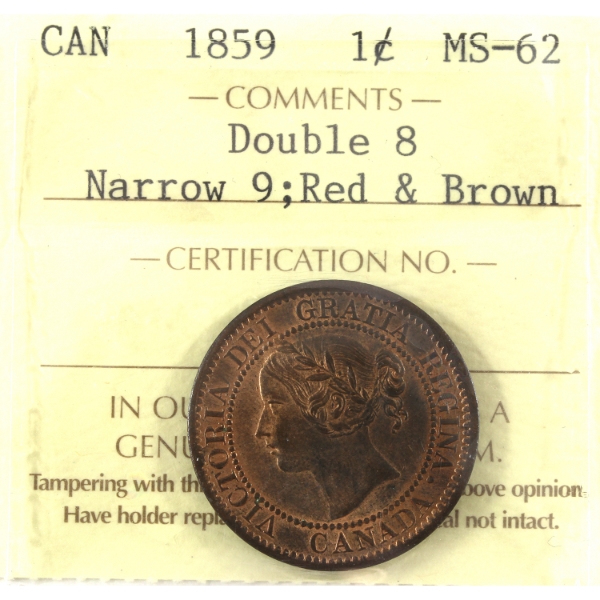 CAN 1859 1¢ MS-62
— COMMENTS —
Double 8
Narrow 9;Red & Brown
— CERTIFICATION NO. —
VICTORIA DEI GRATIA REGINA.
CANADA
IN A
Tampering with opinion
Have holder not intact.